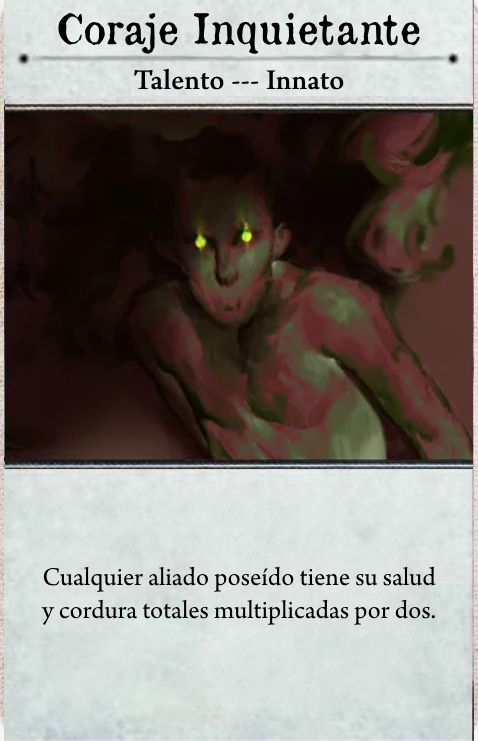 Coraje Inquietante
Talento --- Innato
Cualquier aliado poseído tiene su salud
y cordura totales multiplicadas por dos.